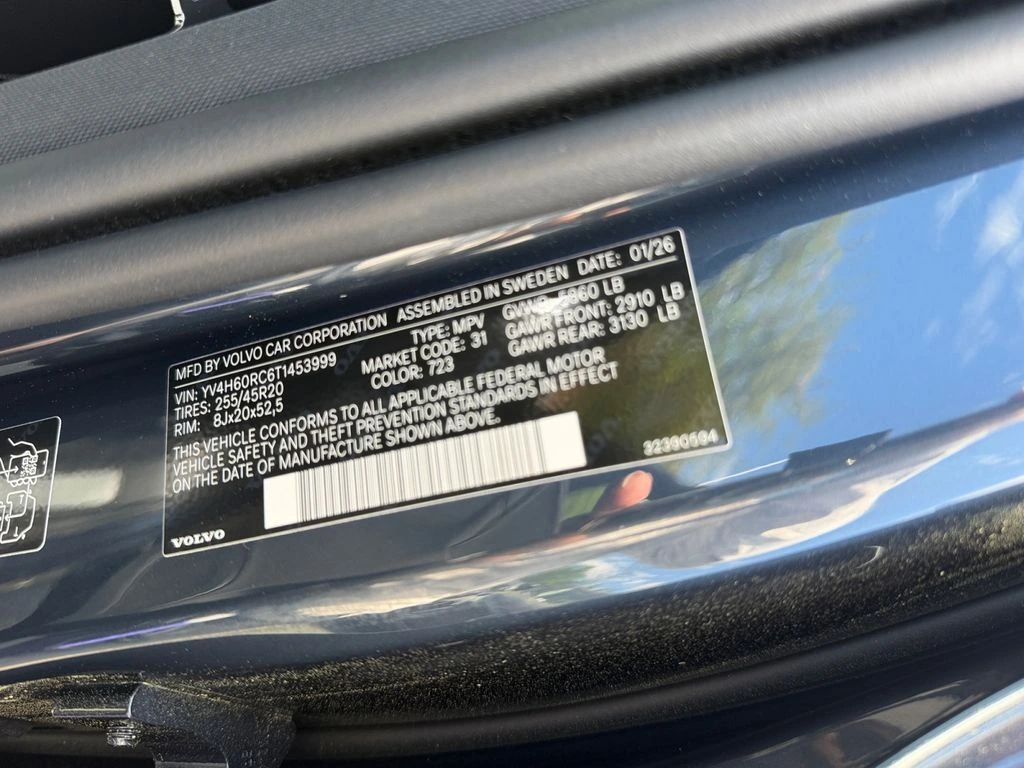 MFD BY VOLVO CAR CORPORATION ASSEMBLED IN SWEDEN DATE: 01/26
VIN: YV4H60RC6T1453999 TYPE: MPV 5860 LB
TIRES: 255/45R20 MARKET CODE: 31 GAWR FRONT: 2910 LB
RIM: 8Jx20x52,5 COLOR: 723 GAWR REAR: 3130 LB
THIS VEHICLE CONFORMS TO ALL APPLICABLE FEDERAL MOTOR
VEHICLE SAFETY AND THEFT PREVENTION STANDARDS IN EFFECT
ON THE DATE OF MANUFACTURE SHOWN ABOVE.
VOLVO